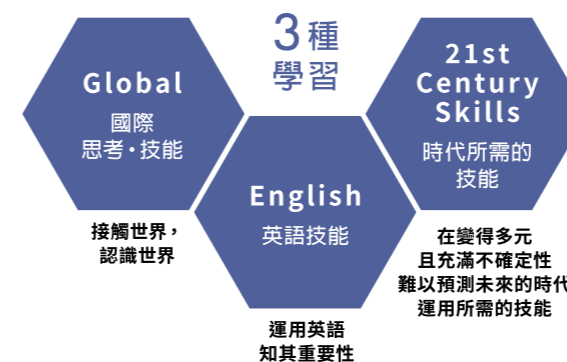 3種
學習
Global
國際
思考・技能
接觸世界，
認識世界
English
英語技能
運用英語
知其重要性
21st
Century
Skills
時代所需的
技能
在變得多元
且充滿不確定性
難以預測未來的時代
運用所需的技能